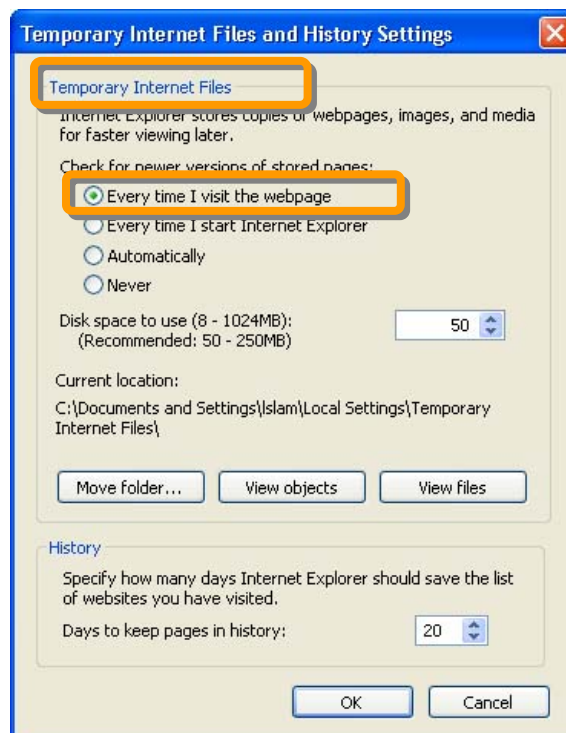 Temporary Internet Files and History Settings
Temporary Internet Files
Internet Explorer stores copies of webpages, images, and media
for faster viewing later.
Check for newer versions of stored pages:
Every time I visit the webpage
Every time I start Internet Explorer
Automatically
Never
Disk space to use (8 - 1024MB):
50
(Recommended: 50 - 250MB)
Current location:
C:\Documents and Settings\Islam\Local Settings\Temporary
Internet Files\
Move folder... View objects View files
History
Specify how many days Internet Explorer should save the list
of websites you have visited.
Days to keep pages in history: 20
OK Cancel